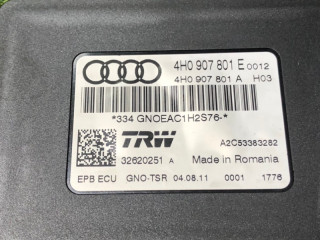 4H0 907 801 E 0012
4H0 907 801 A H03
*334 GNOEAC1H2S76-*
TRW
A2C53383282
32620251 A Made in Romania
EPB ECU GNO-TSR 04.08.11 0001 1776